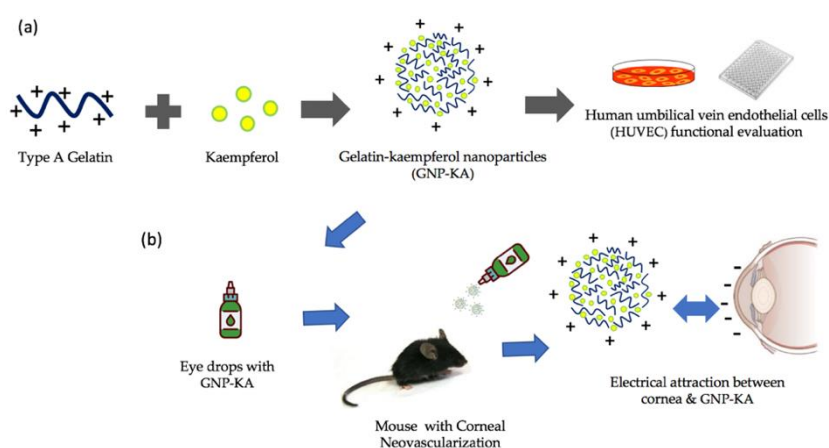 (a)
Type A Gelatin
Kaempferol
Gelatin-kaempferol nanoparticles
(GNP-KA)
Human umbilical vein endothelial cells
(HUVEC) functional evaluation
(b)
Eye drops with
GNP-KA
Mouse with Corneal
Neovascularization
Electrical attraction between
cornea & GNP-KA